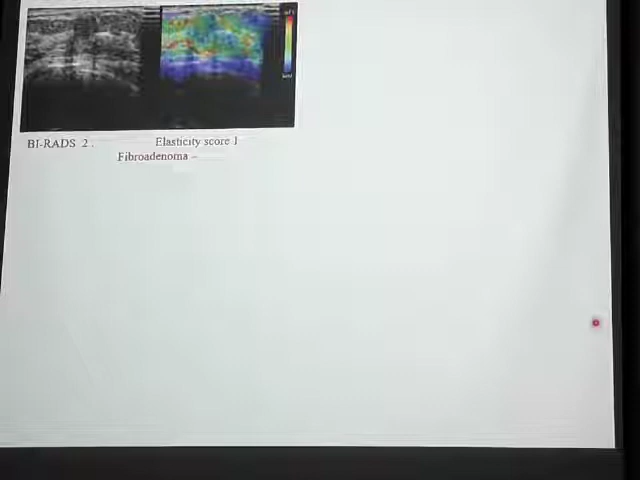 BI-RADS 2 .
Elasticity score 1
Fibroadenoma –